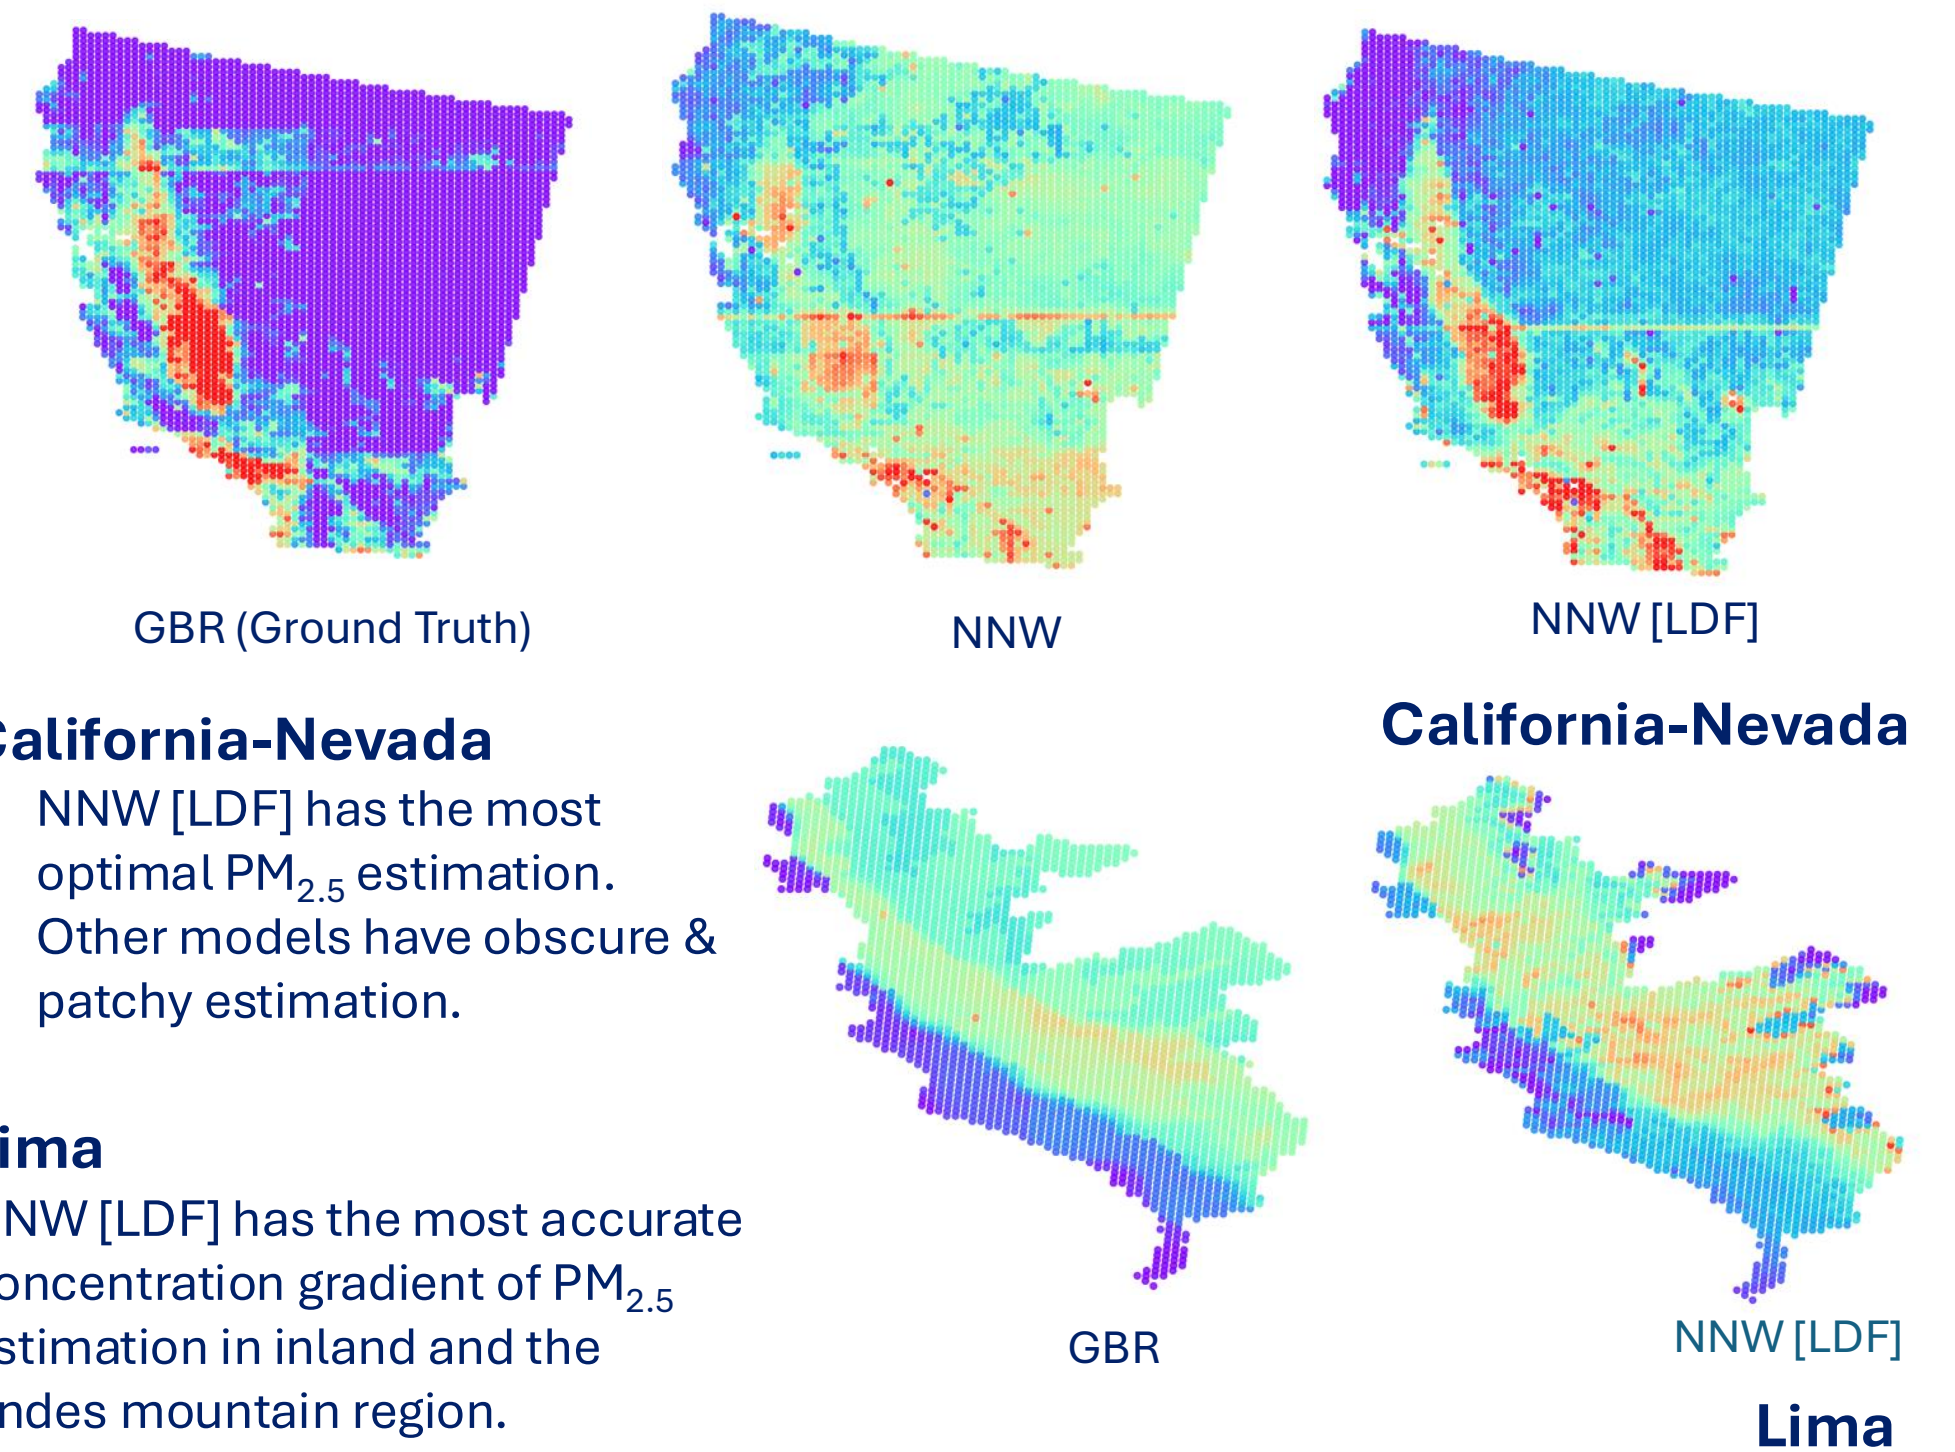 GBR (Ground Truth)
NNW
NNW [LDF]
California-Nevada
California-Nevada
NNW [LDF] has the most
optimal PM2.5 estimation.
Other models have obscure &
patchy estimation.
ima
NW [LDF] has the most accurate
oncentration gradient of PM2.5
stimation in inland and the
ndes mountain region.
GBR
NNW [LDF]
Lima